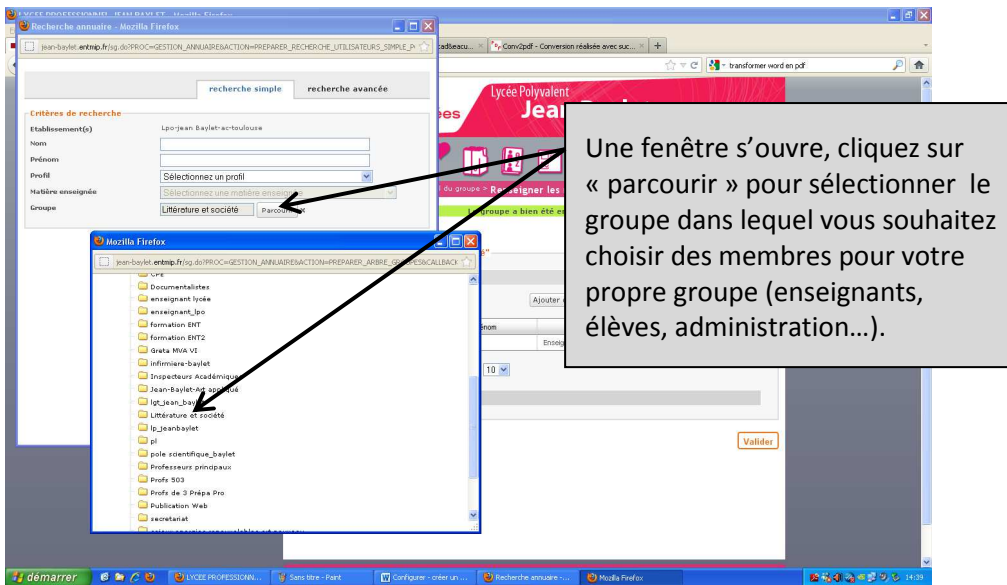 LYCEE PROFESSIONNEL JEAN BAYLET - Mozilla Firefox
Recherche annuaire - Mozilla Firefox
jean-baylet.entmip.fr/sg.do?PROC=GESTION_ANNUAIRE&ACTION=PREPARER_RECHERCHE_UTILISATEURS_SIMPLE_P
Conv2pdf - Conversion réalisée avec suc...
transformer word en pdf
recherche simple
recherche avancée
Critères de recherche
Etablissement(s)
Lpo-jean Baylet-ac-toulouse
Nom
Prénom
Profil
Sélectionnez un profil
Matière enseignée
Sélectionnez une matière enseignée
Groupe
Littérature et société
Lycée Polyvalent
du groupe >
Une fenêtre s’ouvre, cliquez sur
« parcourir » pour sélectionner le
groupe dans lequel vous souhaitez
choisir des membres pour votre
propre groupe (enseignants,
élèves, administration…).
Mozilla Firefox
jean-baylet.entmip.fr/sg.do?PROC=GESTION_ANNUAIRE&ACTION=PREPARER_ARBRE_GROUPES&CALLBACK
CPE
Documentalistes
enseignant lycée
enseignant_lpo
formation ENT
formation ENT2
Greta MVA VI
infirmiere-baylet
Inspecteurs Académiques
Jean-Baylet-Art appliqué
lgt_jean_baylet
Littérature et société
lp_jeanbaylet
pl
pole scientifique_baylet
Professeurs principaux
Profs 503
Profs de 3 Prépa Pro
Publication Web
secretariat
Ajouter
10
Valider
démarrer
LYCEE PROFESSIONN...
Sans titre - Paint
Configurer - créer un ...
Recherche annuaire -...
Mozilla Firefox
14:39